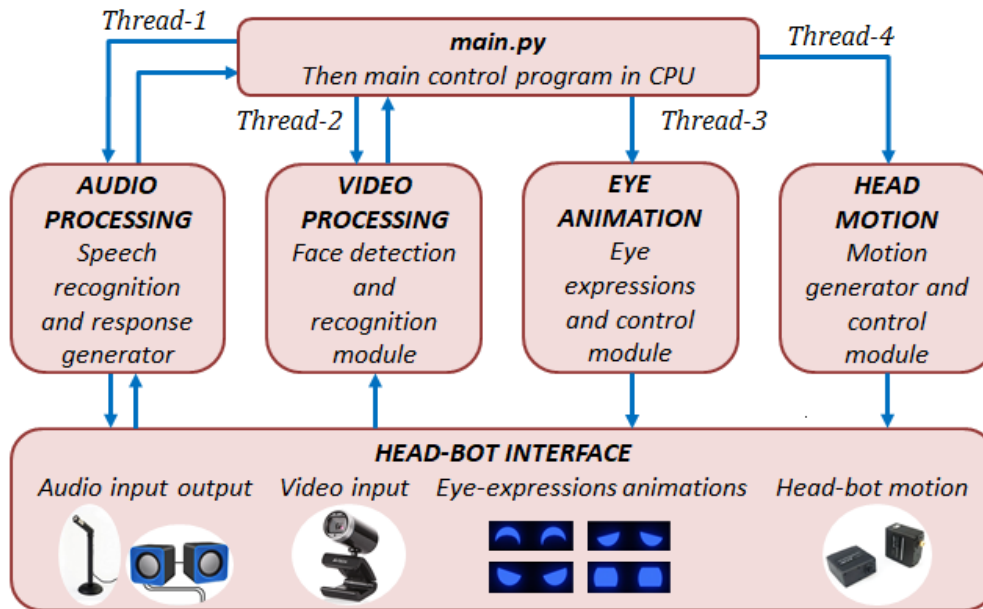 Thread-1
main.py
Thread-4
Then main control program in CPU
Thread-2
Thread-3
AUDIO
PROCESSING
Speech
recognition
and response
generator
VIDEO
PROCESSING
Face detection
and
recognition
module
EYE
ANIMATION
Eye
expressions
and control
module
HEAD
MOTION
Motion
generator and
control
module
HEAD-BOT INTERFACE
Audio input output
Video input
Eye-expressions animations
Head-bot motion